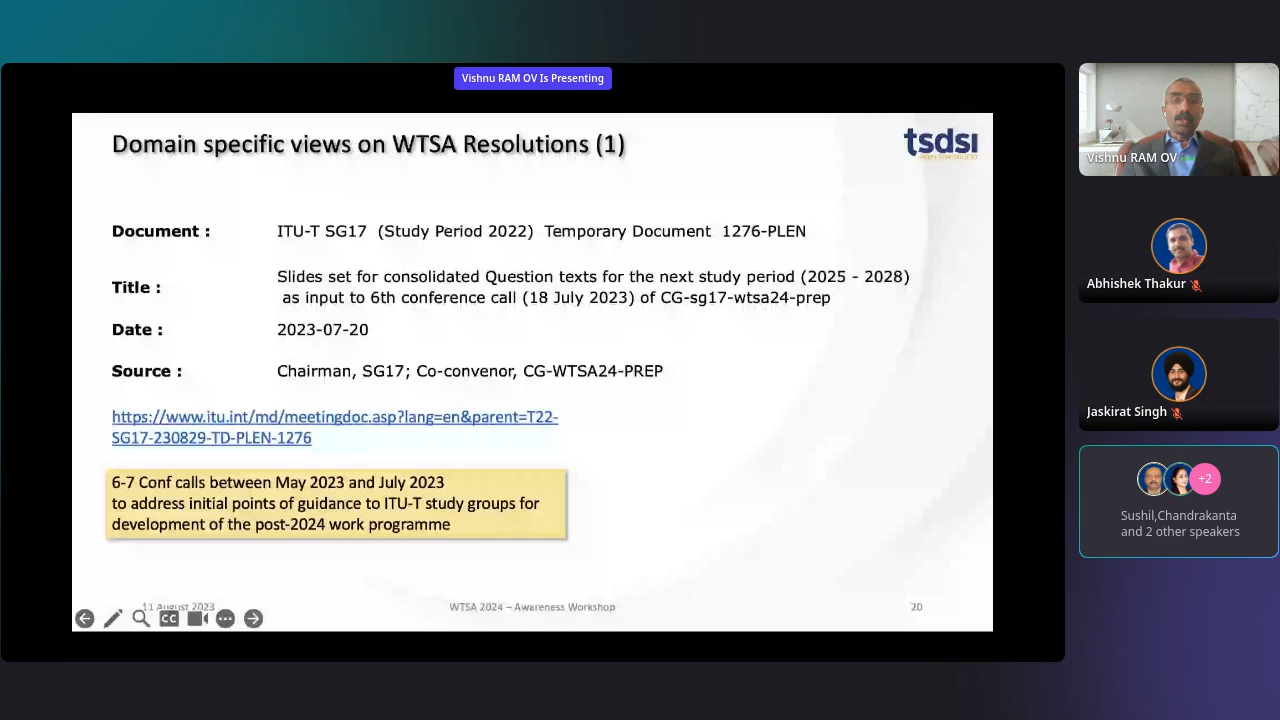 Vishnu RAM OV Is Presenting
Domain specific views on WTSA Resolutions (1)
tsdsi
Document : ITU-T SG17 (Study Period 2022) Temporary Document 1276-PLEN
Title : Slides set for consolidated Question texts for the next study period (2025 - 2028)
as input to 6th conference call (18 July 2023) of CG-sg17-wtsa24-prep
Date : 2023-07-20
Source : Chairman, SG17; Co-convenor, CG-WTSA24-PREP
https://www.itu.int/md/meetingdoc.asp?lang=en&parent=T22-
SG17-230829-TD-PLEN-1276
6-7 Conf calls between May 2023 and July 2023
to address initial points of guidance to ITU-T study groups for
development of the post-2024 work programme
11 August 2023
WTSA 2024 – Awareness Workshop
20
CC
Vishnu RAM OV
Abhishek Thakur
Jaskirat Singh
+2
Sushil,Chandrakanta
and 2 other speakers